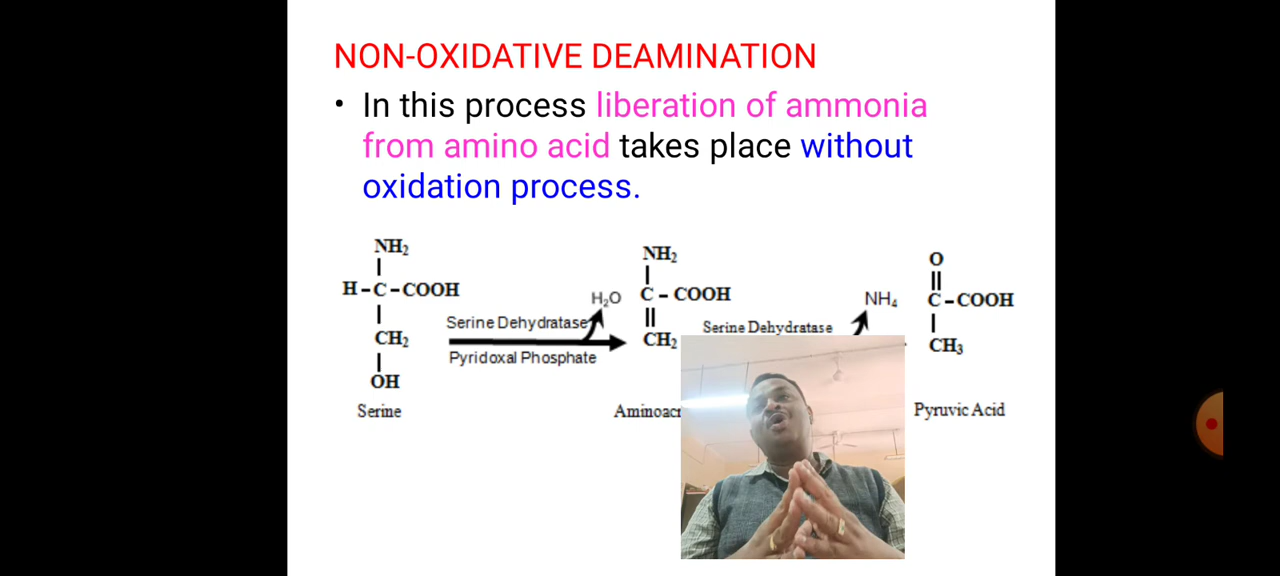 NON-OXIDATIVE DEAMINATION
• In this process liberation of ammonia
from amino acid takes place without
oxidation process.
NH₂
H-C-COOH
CH₂
OH
Serine
Serine Dehydratase
Pyridoxal Phosphate
H₂O
NH₂
C - COOH
CH₂
Serine Dehydratase
NH₄
O
C-COOH
CH₃
Pyruvic Acid